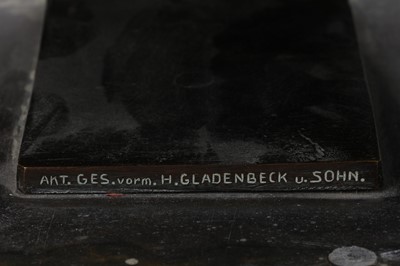 AKT. GES. vorm. H. GLADENBECK u. SOHN.